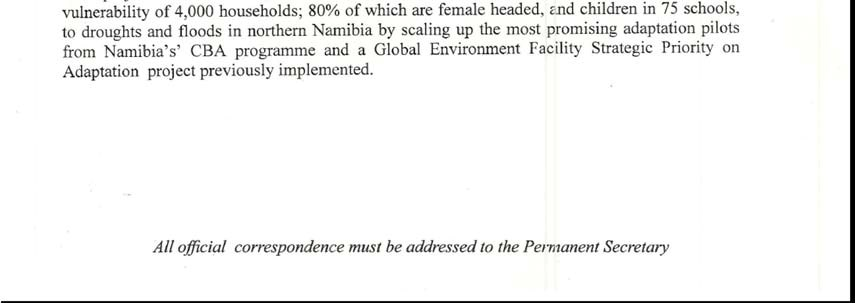 vulnerability of 4,000 households; 80% of which are female headed, and children in 75 schools,
to droughts and floods in northern Namibia by scaling up the most promising adaptation pilots
from Namibia's' CBA programme and a Global Environment Facility Strategic Priority on
Adaptation project previously implemented.
All official correspondence must be addressed to the Permanent Secretary